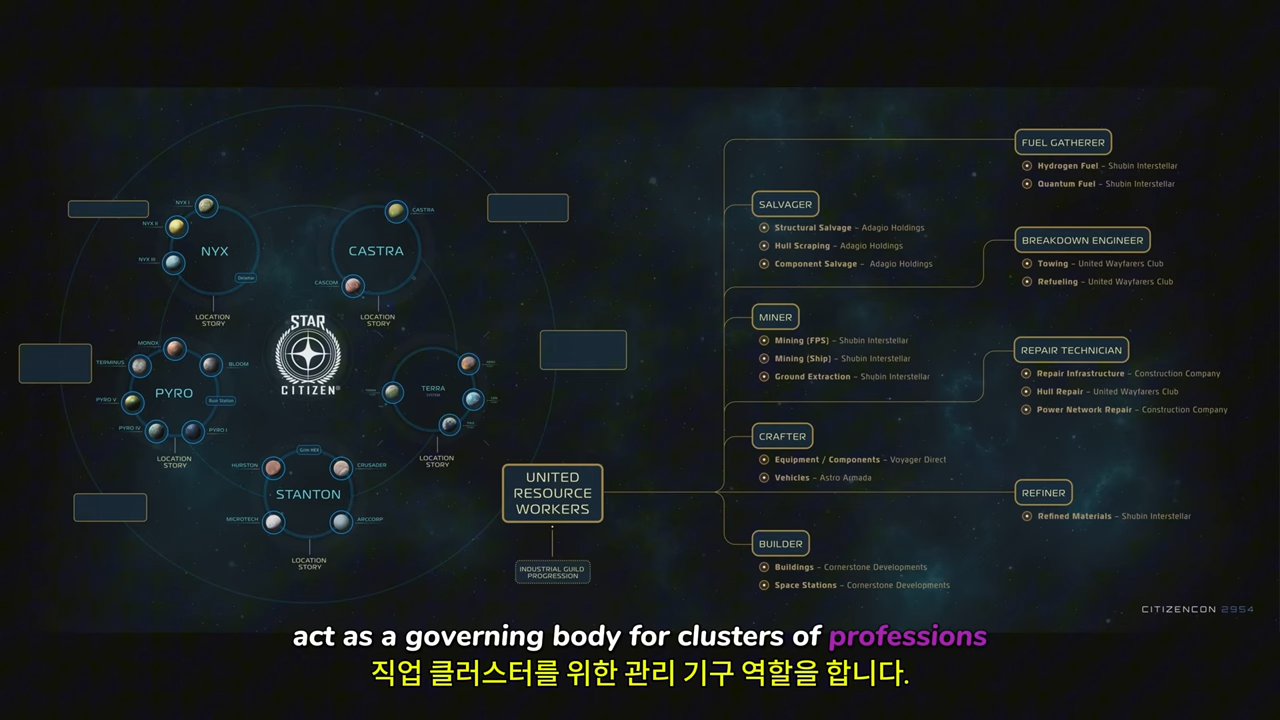 NYX I
NYX II
NYX III
NYX
LOCATION
STORY
CASTRA
CASCOM
CASTRA
LOCATION
STORY
MONOX
TERMINUS
BLOOM
PYRO V
PYRO IV
PYRO I
PYRO
Ruin Station
LOCATION
STORY
STAR
CITIZEN®
TERRA
SYSTEM
LOCATION
STORY
Grim HEX
HURSTON
CRUSADER
STANTON
MICROTECH
ARCCORP
LOCATION
STORY
UNITED
RESOURCE
WORKERS
INDUSTRIAL GUILD
PROGRESSION
SALVAGER
Structural Salvage – Adagio Holdings
Hull Scraping – Adagio Holdings
Component Salvage – Adagio Holdings
MINER
Mining (FPS) – Shubin Interstellar
Mining (Ship) – Shubin Interstellar
Ground Extraction – Shubin Interstellar
CRAFTER
Equipment / Components – Voyager Direct
Vehicles – Astro Armada
BUILDER
Buildings – Cornerstone Developments
Space Stations – Cornerstone Developments
FUEL GATHERER
Hydrogen Fuel – Shubin Interstellar
Quantum Fuel – Shubin Interstellar
BREAKDOWN ENGINEER
Towing – United Wayfarers Club
Refueling – United Wayfarers Club
REPAIR TECHNICIAN
Repair Infrastructure – Construction Company
Hull Repair – United Wayfarers Club
Power Network Repair – Construction Company
REFINER
Refined Materials – Shubin Interstellar
CITIZENCON 2954
act as a governing body for clusters of professions
직업 클러스터를 위한 관리 기구 역할을 합니다.